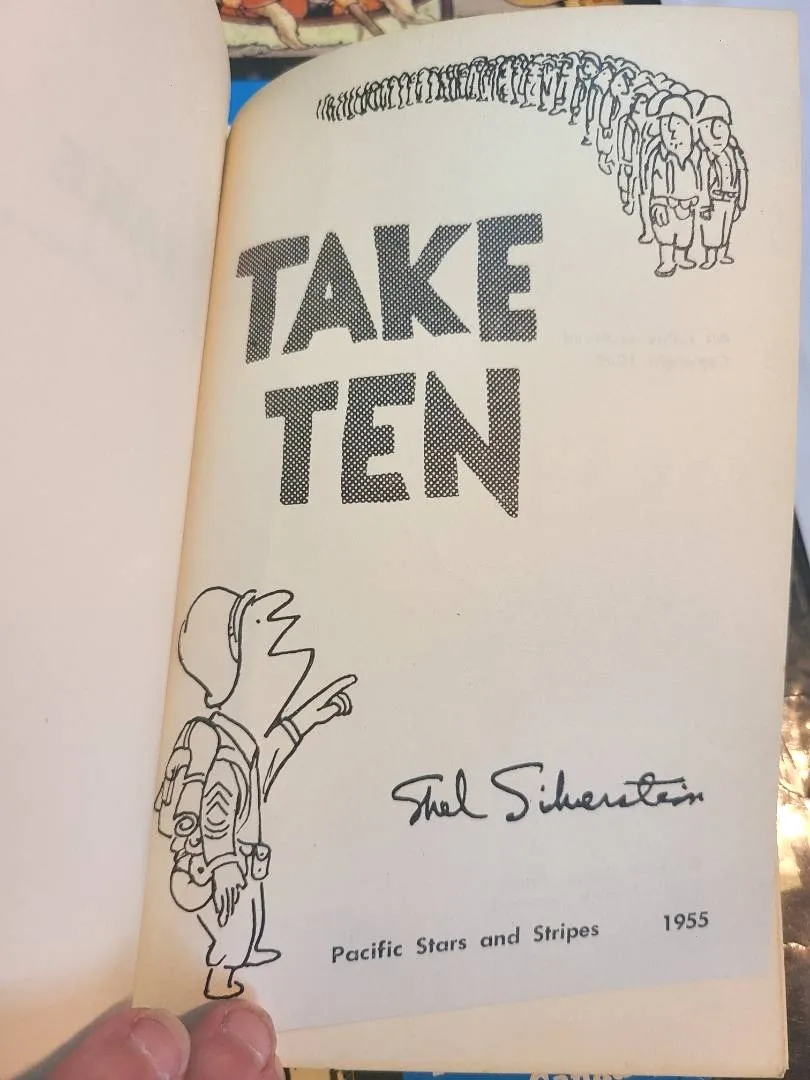 TAKE
TEN
Shel Silverstein
Pacific Stars and Stripes 1955